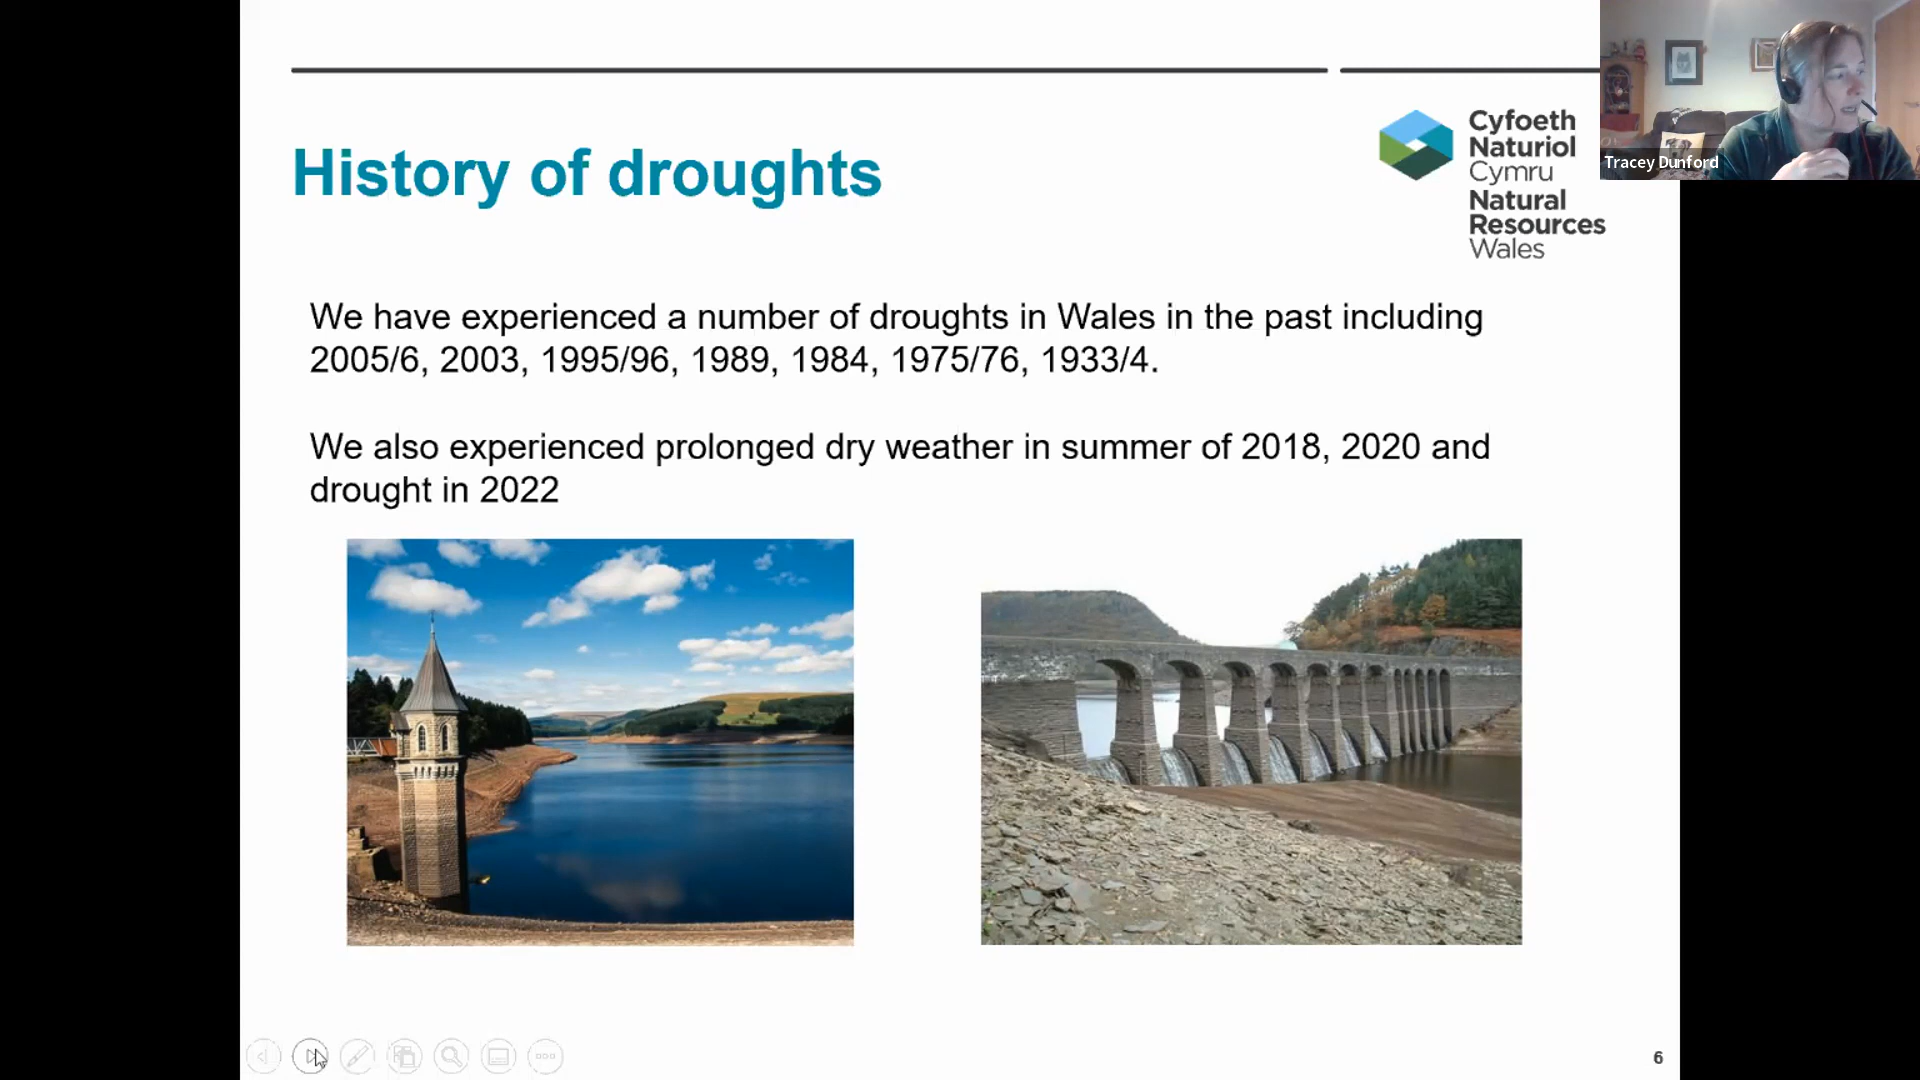 History of droughts
Cyfoeth
Naturiol
Cymru
Natural
Resources
Wales
Tracey Dunford
We have experienced a number of droughts in Wales in the past including
2005/6, 2003, 1995/96, 1989, 1984, 1975/76, 1933/4.
We also experienced prolonged dry weather in summer of 2018, 2020 and
drought in 2022
6